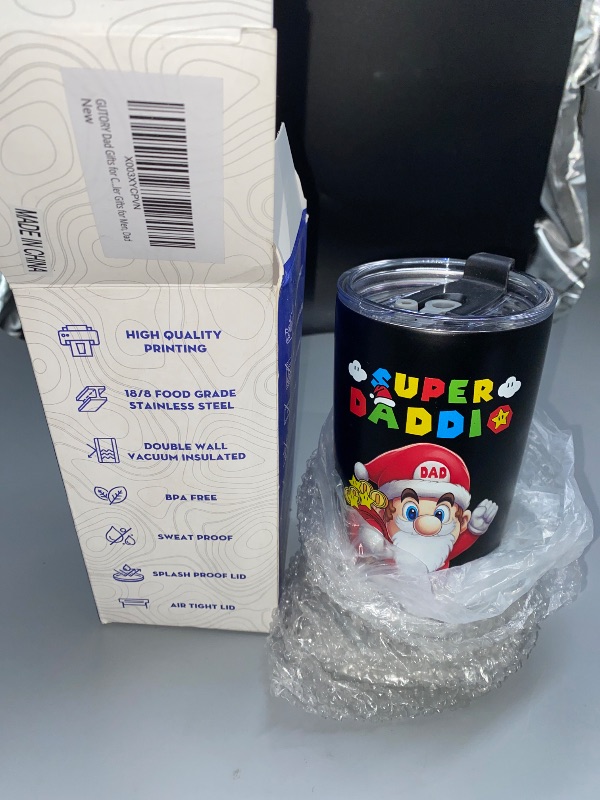 X003XYCPVN
GUTORY Dad Gifts for C...ler Gifts for Men, Dad
New
MADE IN CHINA
HIGH QUALITY
PRINTING
18/8 FOOD GRADE
STAINLESS STEEL
DOUBLE WALL
VACUUM INSULATED
BPA FREE
SWEAT PROOF
SPLASH PROOF LID
AIR TIGHT LID
SUPER
DADDIO
DAD